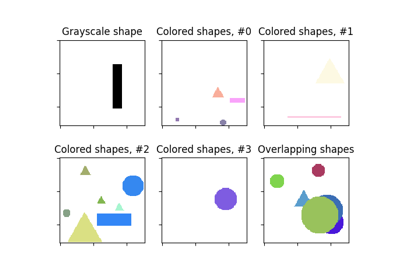 Grayscale shape
Colored shapes, #0
Colored shapes, #1
Colored shapes, #2
Colored shapes, #3
Overlapping shapes